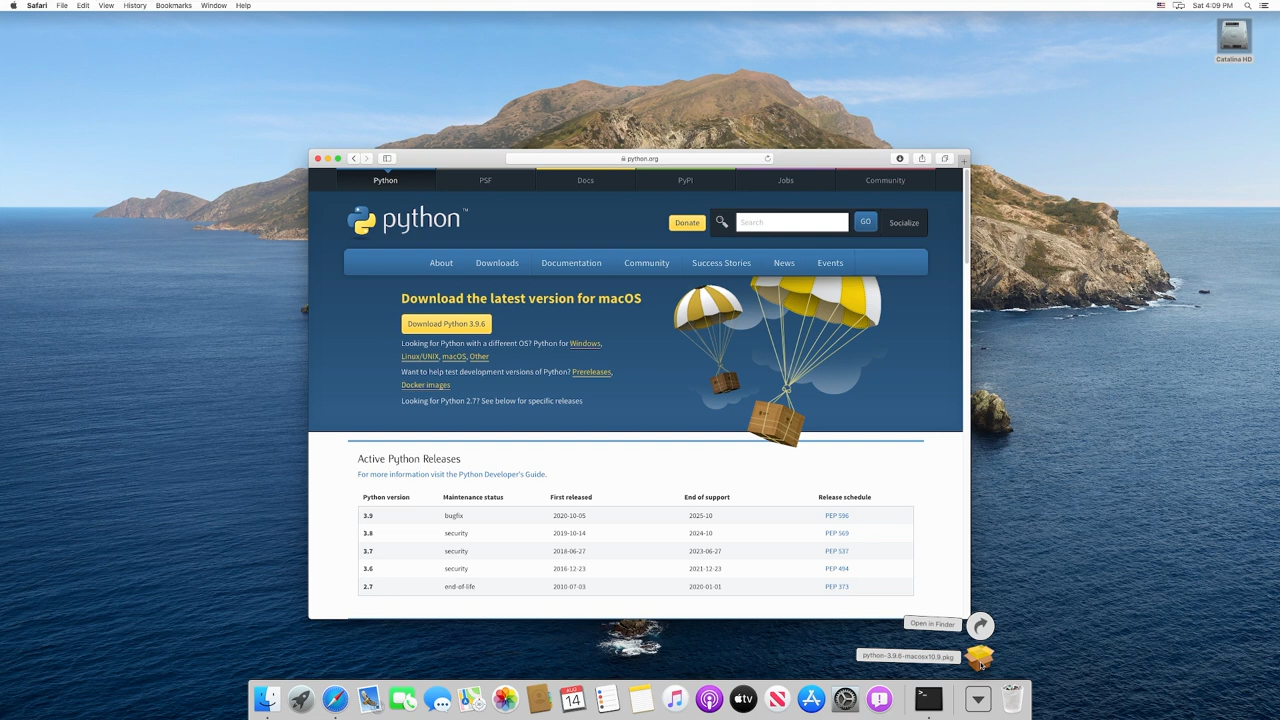 Safari File Edit View History Bookmarks Window Help Sat 4:09 PM
Catalina HD
python.org
Python PSF Docs PyPI Jobs Community
python™ Donate Search GO Socialize
About Downloads Documentation Community Success Stories News Events
Download the latest version for macOS
Download Python 3.9.6
Looking for Python with a different OS? Python for Windows,
Linux/UNIX, macOS, Other
Want to help test development versions of Python? Prereleases,
Docker images
Looking for Python 2.7? See below for specific releases
Active Python Releases
For more information visit the Python Developer's Guide.
Python version Maintenance status First released End of support Release schedule
3.9 bugfix 2020-10-05 2025-10 PEP 596
3.8 security 2019-10-14 2024-10 PEP 569
3.7 security 2018-06-27 2023-06-27 PEP 537
3.6 security 2016-12-23 2021-12-23 PEP 494
2.7 end-of-life 2010-07-03 2020-01-01 PEP 373
Open in Finder
python-3.9.6-macosx10.9.pkg
AUG
14
tv